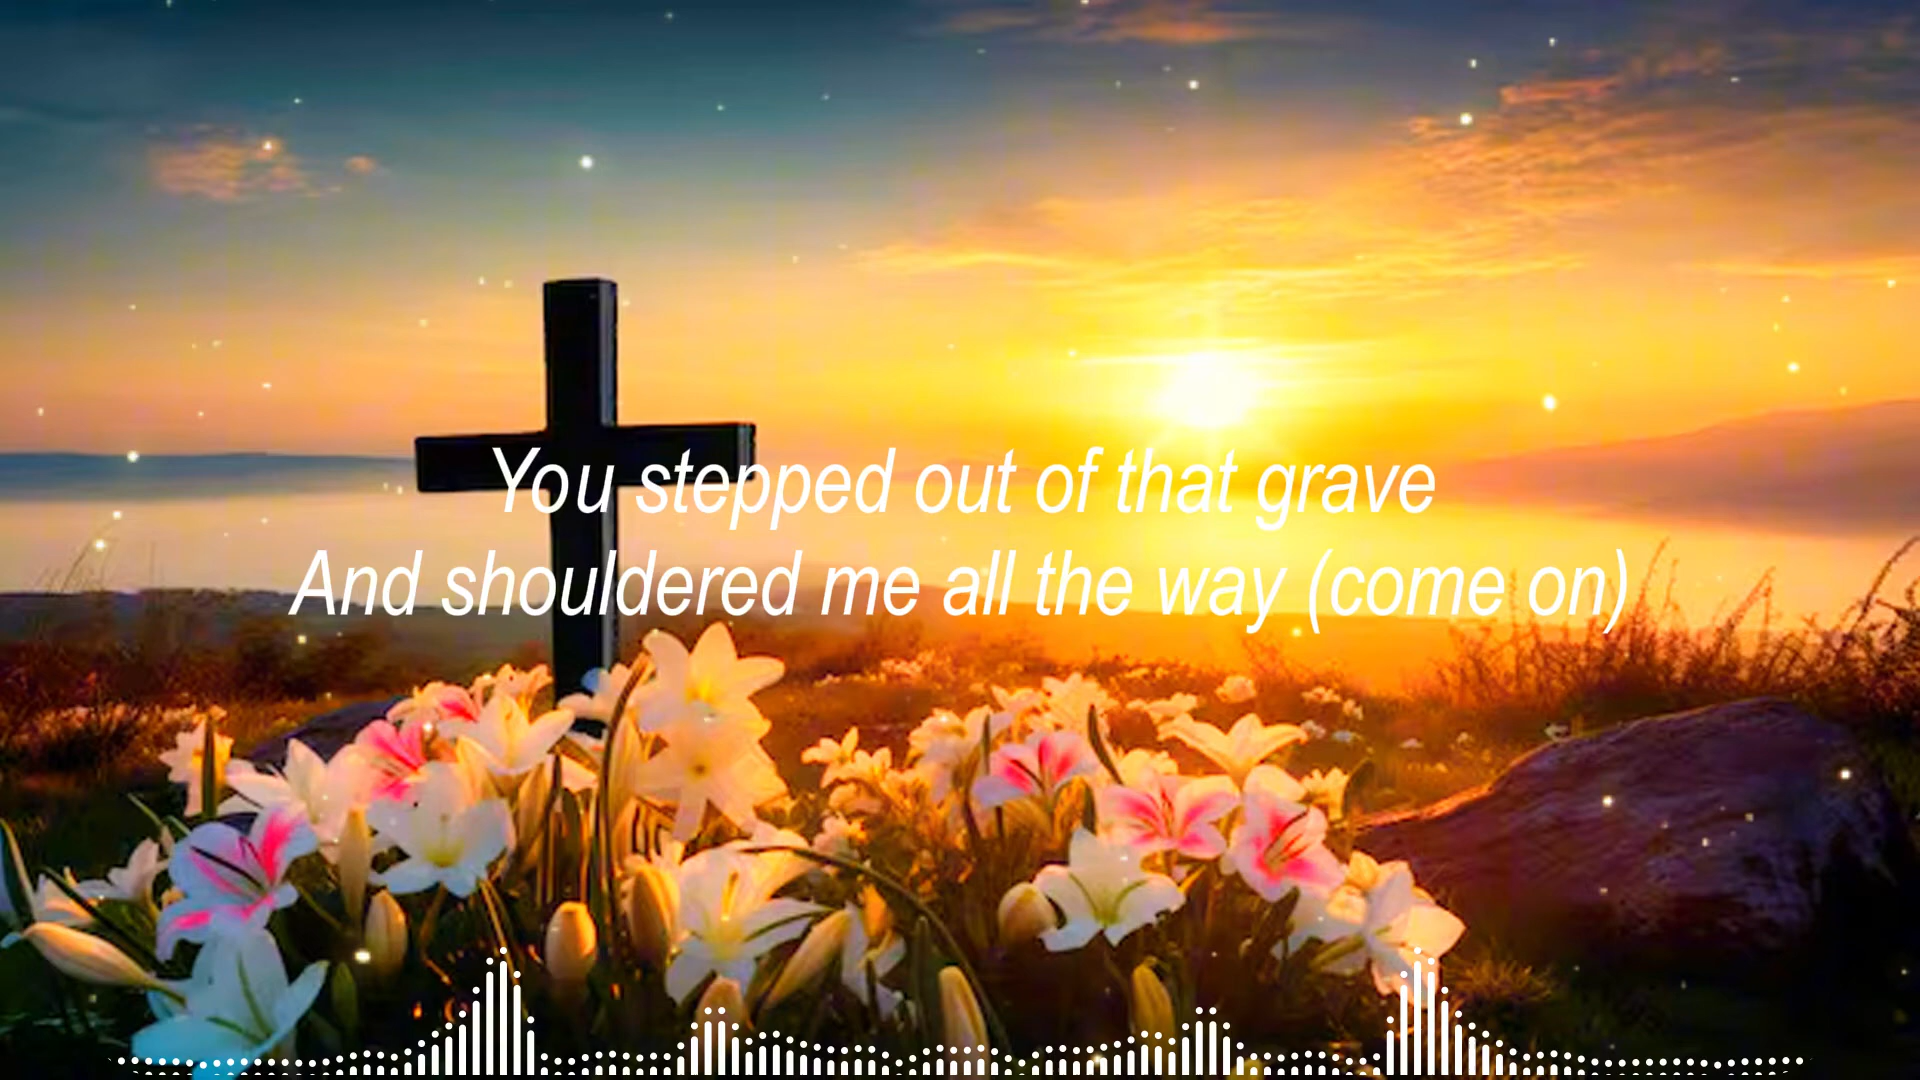 You stepped out of that grave
And shouldered me all the way (come on)